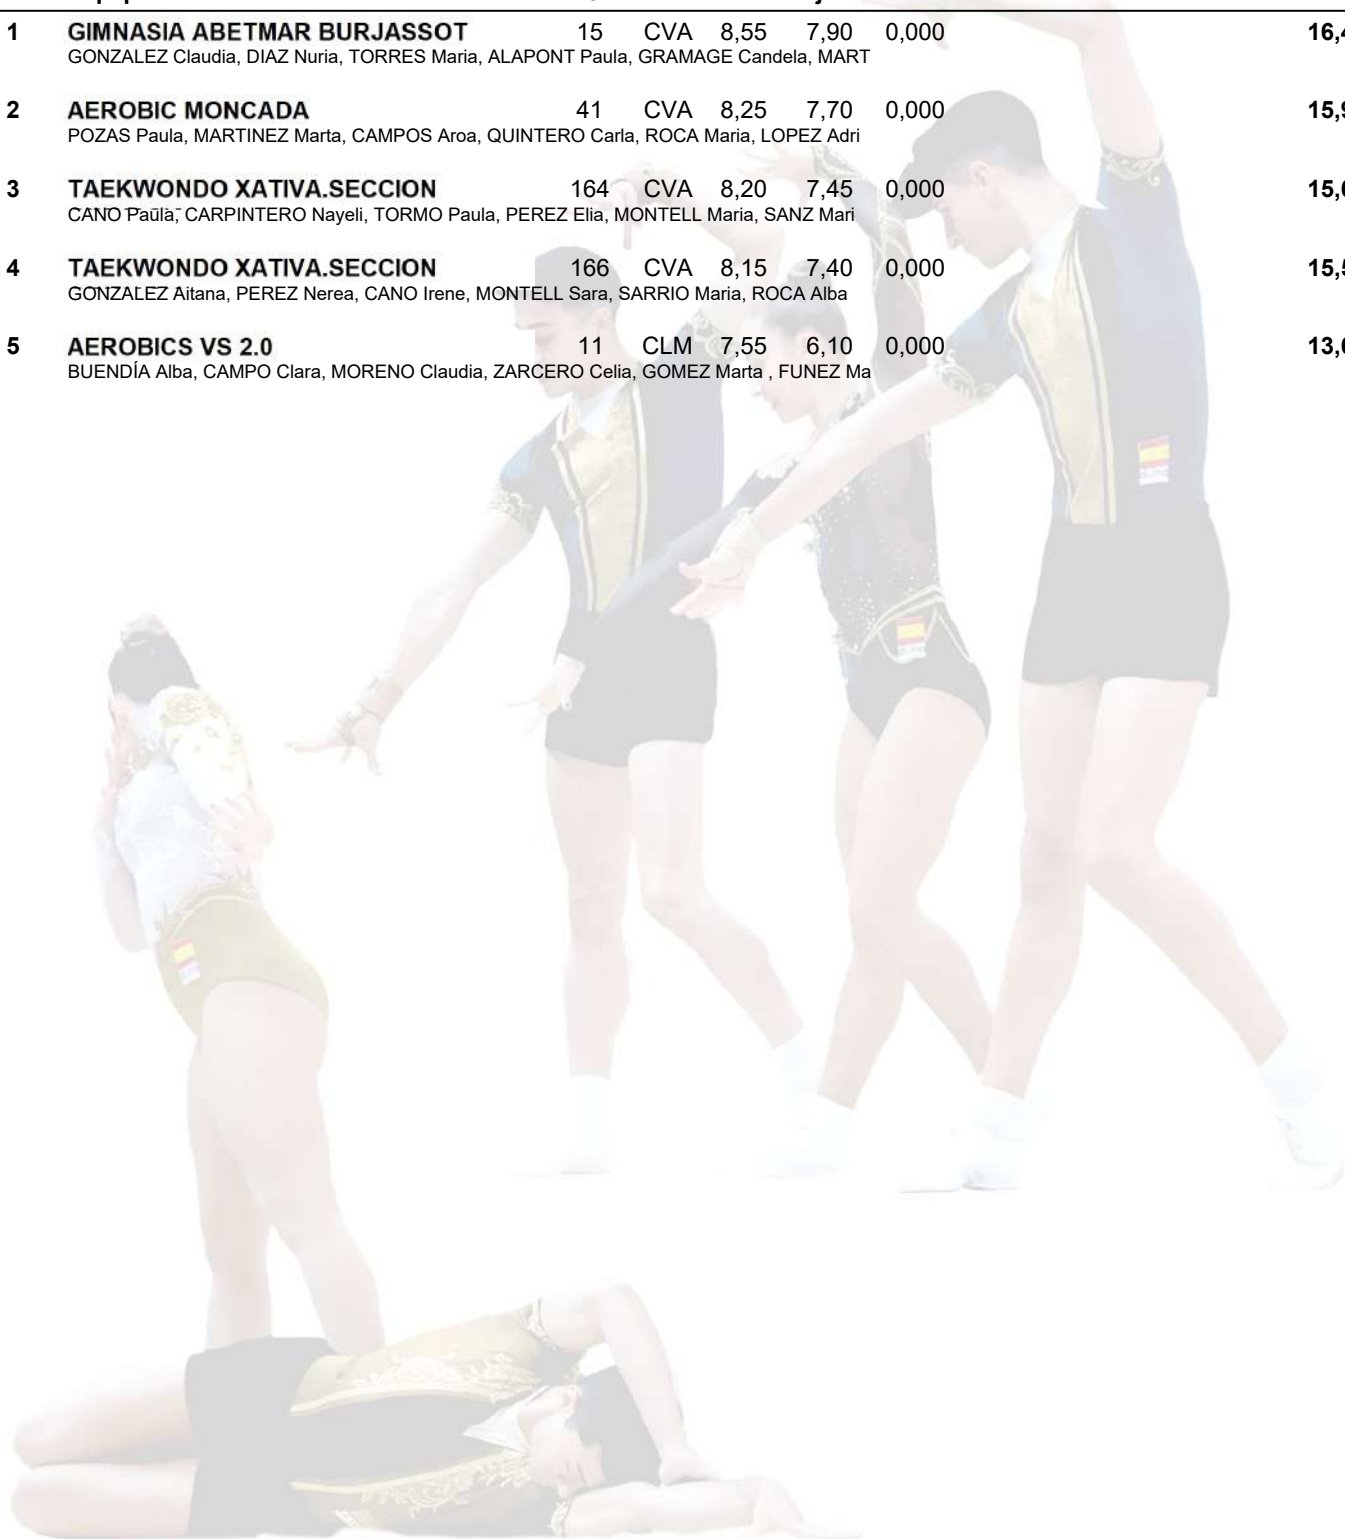 1 GIMNASIA ABETMAR BURJASSOT 15 CVA 8,55 7,90 0,000 16,4
GONZALEZ Claudia, DIAZ Nuria, TORRES Maria, ALAPONT Paula, GRAMAGE Candela, MART
2 AEROBIC MONCADA 41 CVA 8,25 7,70 0,000 15,9
POZAS Paula, MARTINEZ Marta, CAMPOS Aroa, QUINTERO Carla, ROCA Maria, LOPEZ Adri
3 TAEKWONDO XATIVA.SECCION 164 CVA 8,20 7,45 0,000
CANO Paula, CARPINTERO Nayeli, TORMO Paula, PEREZ Elia, MONTELL Maria, SANZ Mari
4 TAEKWONDO XATIVA.SECCION 166 CVA 8,15 7,40 0,000 15,5
GONZALEZ Aitana, PEREZ Nerea, CANO Irene, MONTELL Sara, SARRIO Maria, ROCA Alba
5 AEROBICS VS 2.0 11 CLM 7,55 6,10 0,000
BUENDÍA Alba, CAMPO Clara, MORENO Claudia, ZARCERO Celia, GOMEZ Marta , FUNEZ Ma